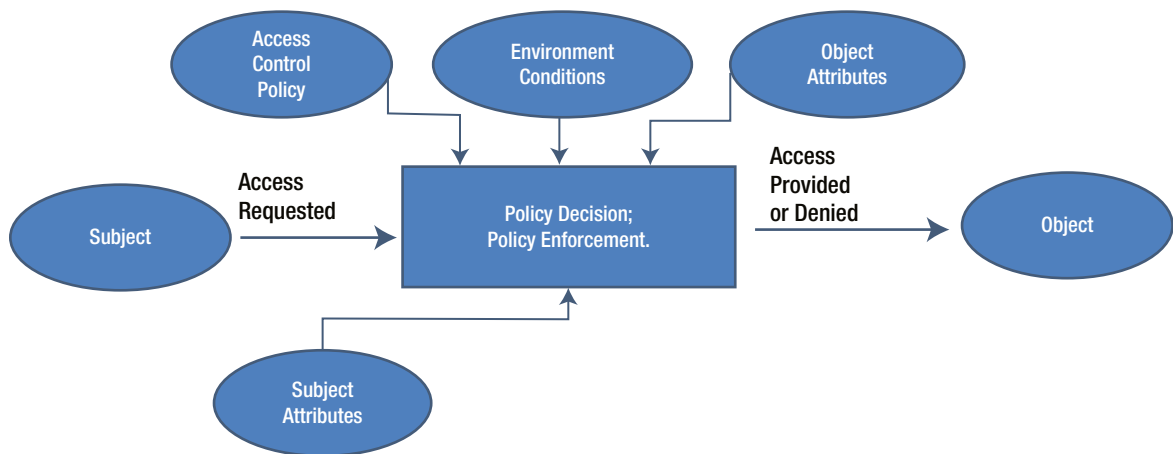 Access
Control
Policy
Environment
Conditions
Object
Attributes
Subject
Access
Requested
Policy Decision;
Policy Enforcement.
Access
Provided
or Denied
Object
Subject
Attributes